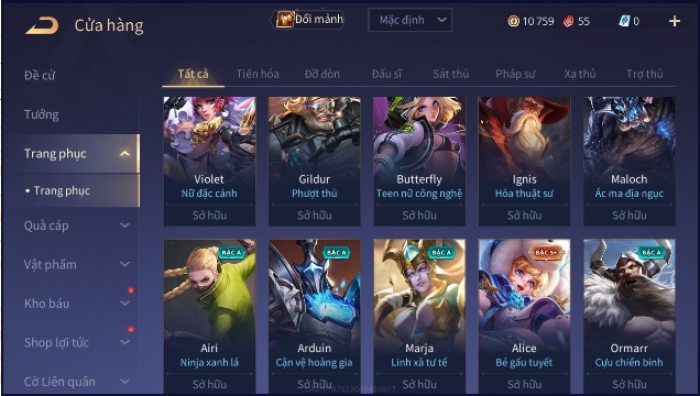 Cửa hàng
Đổi mảnh
Mặc định
10 759
55
0
Đề cử
Tướng
Trang phục
• Trang phục
Quà cáp
Vật phẩm
Kho báu
Shop lợi tức
Cờ Liên quân
Tất cả
Tiến hóa
Đỡ đòn
Đấu sĩ
Sát thủ
Pháp sư
Xạ thủ
Trợ thủ
Violet
Nữ đặc cảnh
Sở hữu
Gildur
Phượt thủ
Sở hữu
Butterfly
Teen nữ công nghệ
Sở hữu
Ignis
Hỏa thuật sư
Sở hữu
Maloch
Ác ma địa ngục
Sở hữu
BẬC A
Airi
Ninja xanh lá
Sở hữu
BẬC A
Arduin
Cận vệ hoàng gia
Sở hữu
BẬC A
Marja
Linh xà tư tế
Sở hữu
BẬC S+
Alice
Bé gấu tuyết
Sở hữu
BẬC A
Ormarr
Cựu chiến binh
Sở hữu